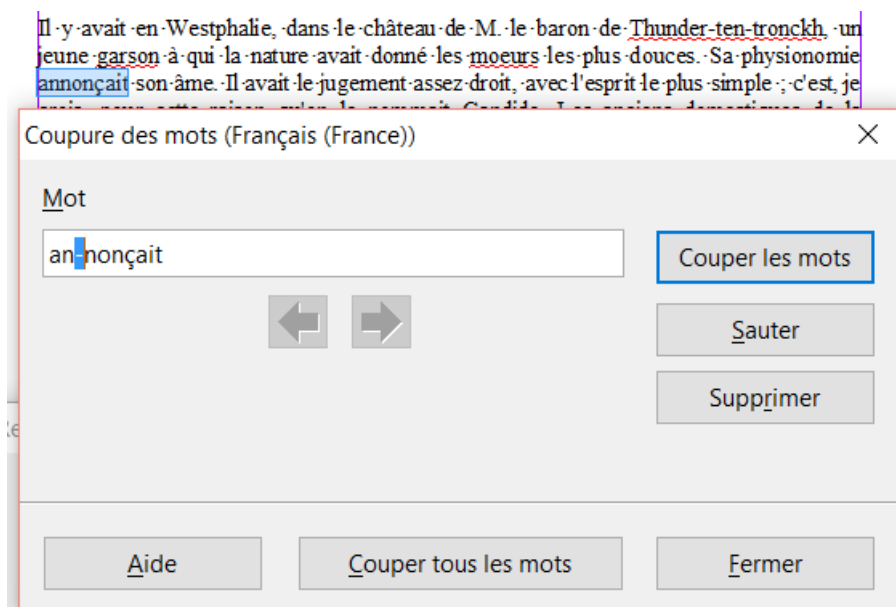 Il y avait en Westphalie, dans le château de M. le baron de Thunder-ten-tronckh, un
jeune garson à qui la nature avait donné les moeurs les plus douces. Sa physionomie
annonçait son âme. Il avait le jugement assez droit, avec l'esprit le plus simple ; c'est, je
Coupure des mots (Français (France))
Mot
an-nonçait
Couper les mots
Sauter
Supprimer
Aide
Couper tous les mots
Fermer